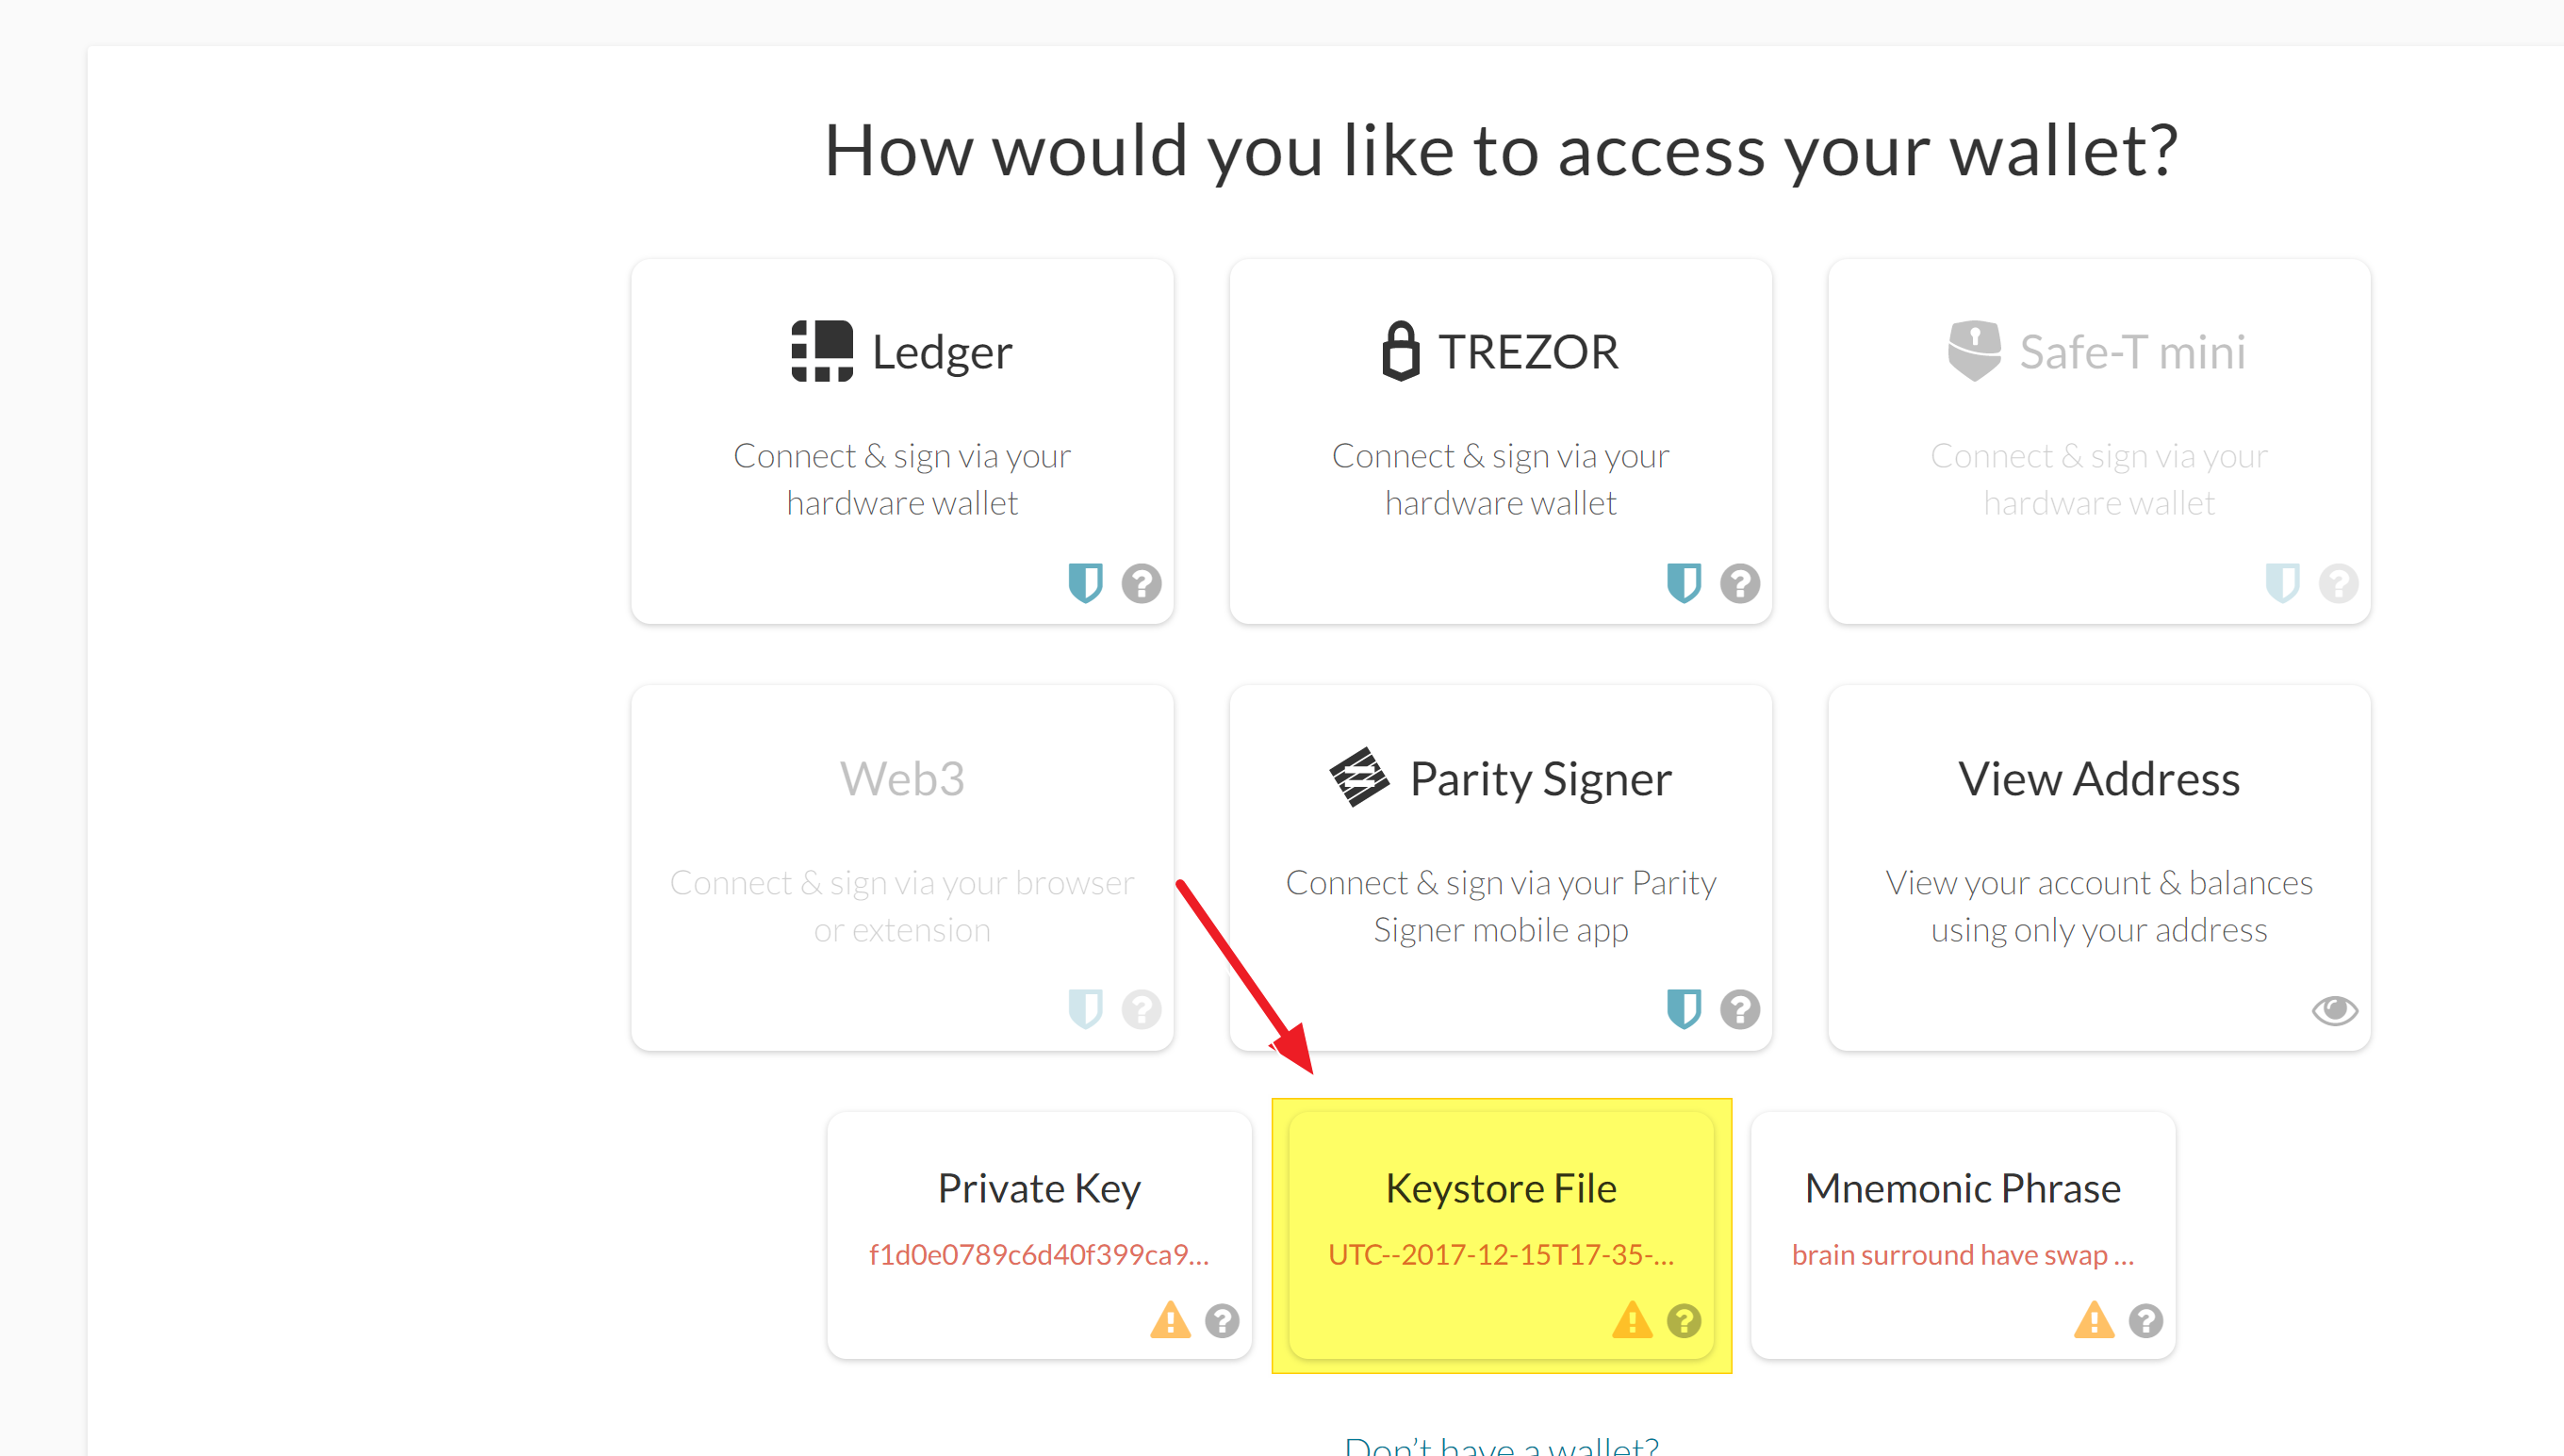 How would you like to access your wallet?
Ledger
Connect & sign via your
hardware wallet
TREZOR
Connect & sign via your
hardware wallet
Safe-T mini
Connect & sign via your
hardware wallet
Web3
Connect & sign via your browser
or extension
Parity Signer
Connect & sign via your Parity
Signer mobile app
View Address
View your account & balances
using only your address
Private Key
f1d0e0789c6d40f399ca9...
Keystore File
UTC--2017-12-15T17-35-...
Mnemonic Phrase
brain surround have swap ...
Don't have a wallet?